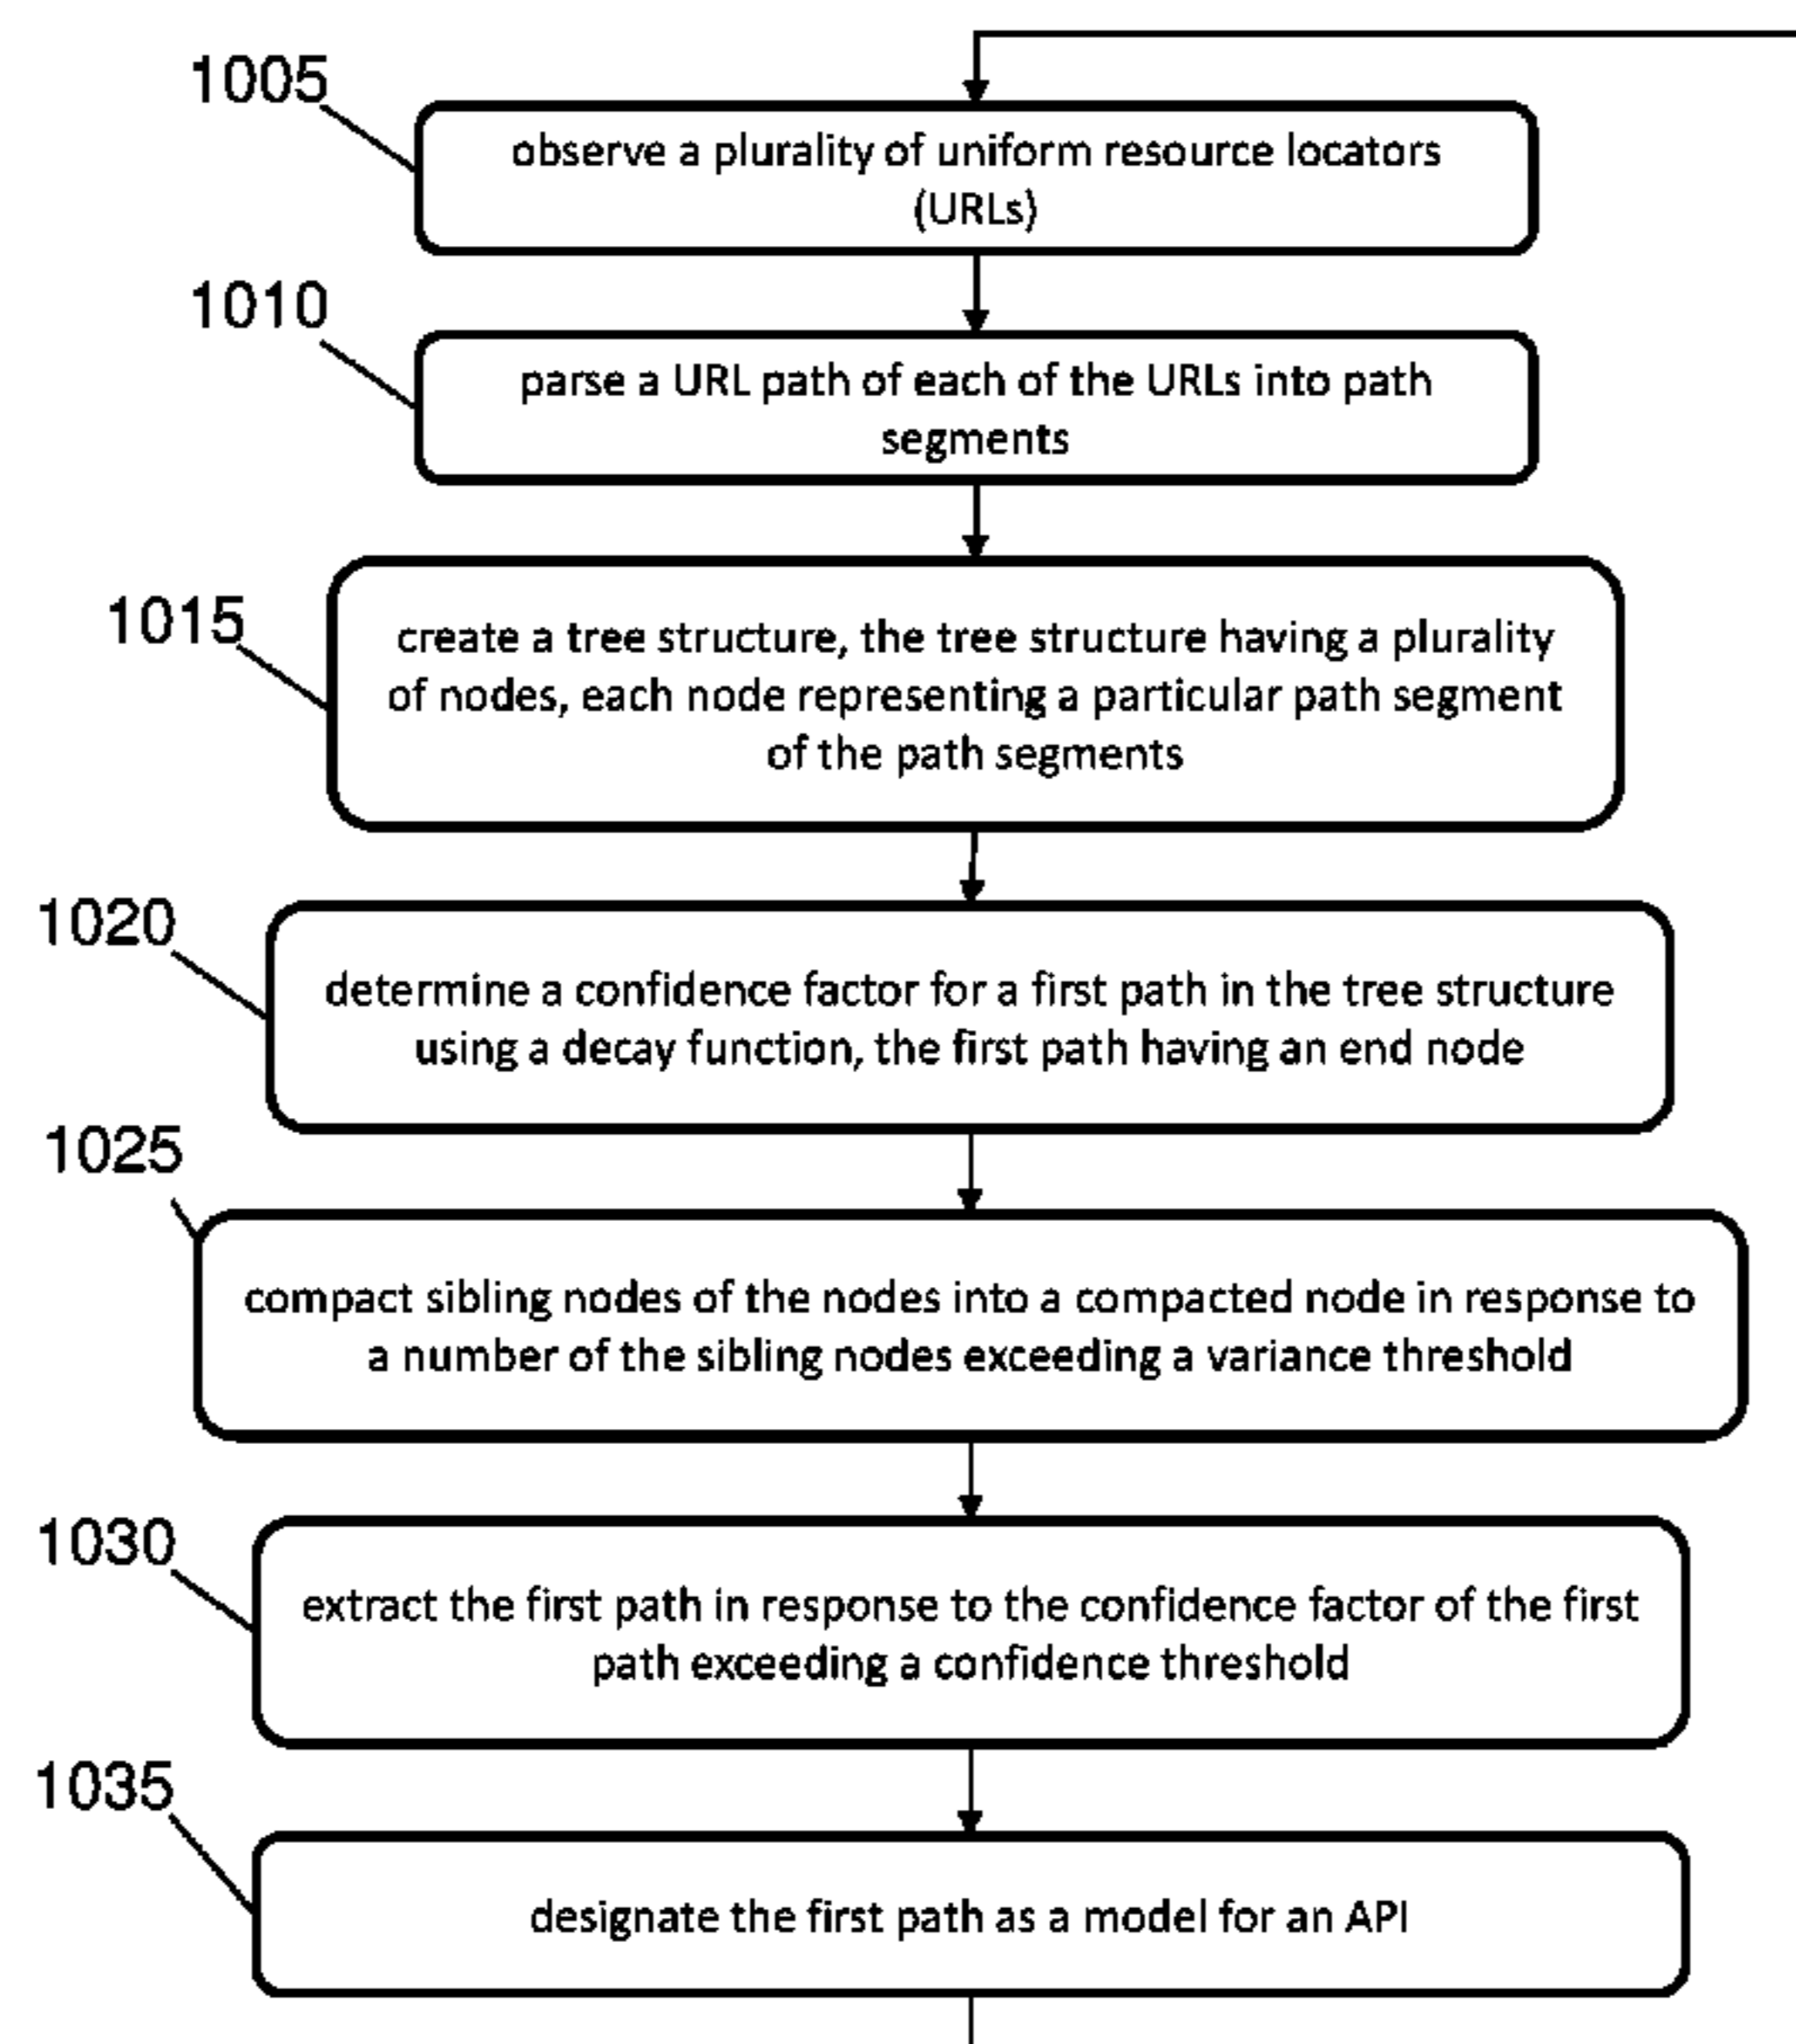 1005
observe a plurality of uniform resource locators
(URLs)
1010
parse a URL path of each of the URLs into path
segments
1015
create a tree structure, the tree structure having a plurality
of nodes, each node representing a particular path segment
of the path segments
1020
determine a confidence factor for a first path in the tree structure
using a decay function, the first path having an end node
1025
compact sibling nodes of the nodes into a compacted node in response to
a number of the sibling nodes exceeding a variance threshold
1030
extract the first path in response to the confidence factor of the first
path exceeding a confidence threshold
1035
designate the first path as a model for an API